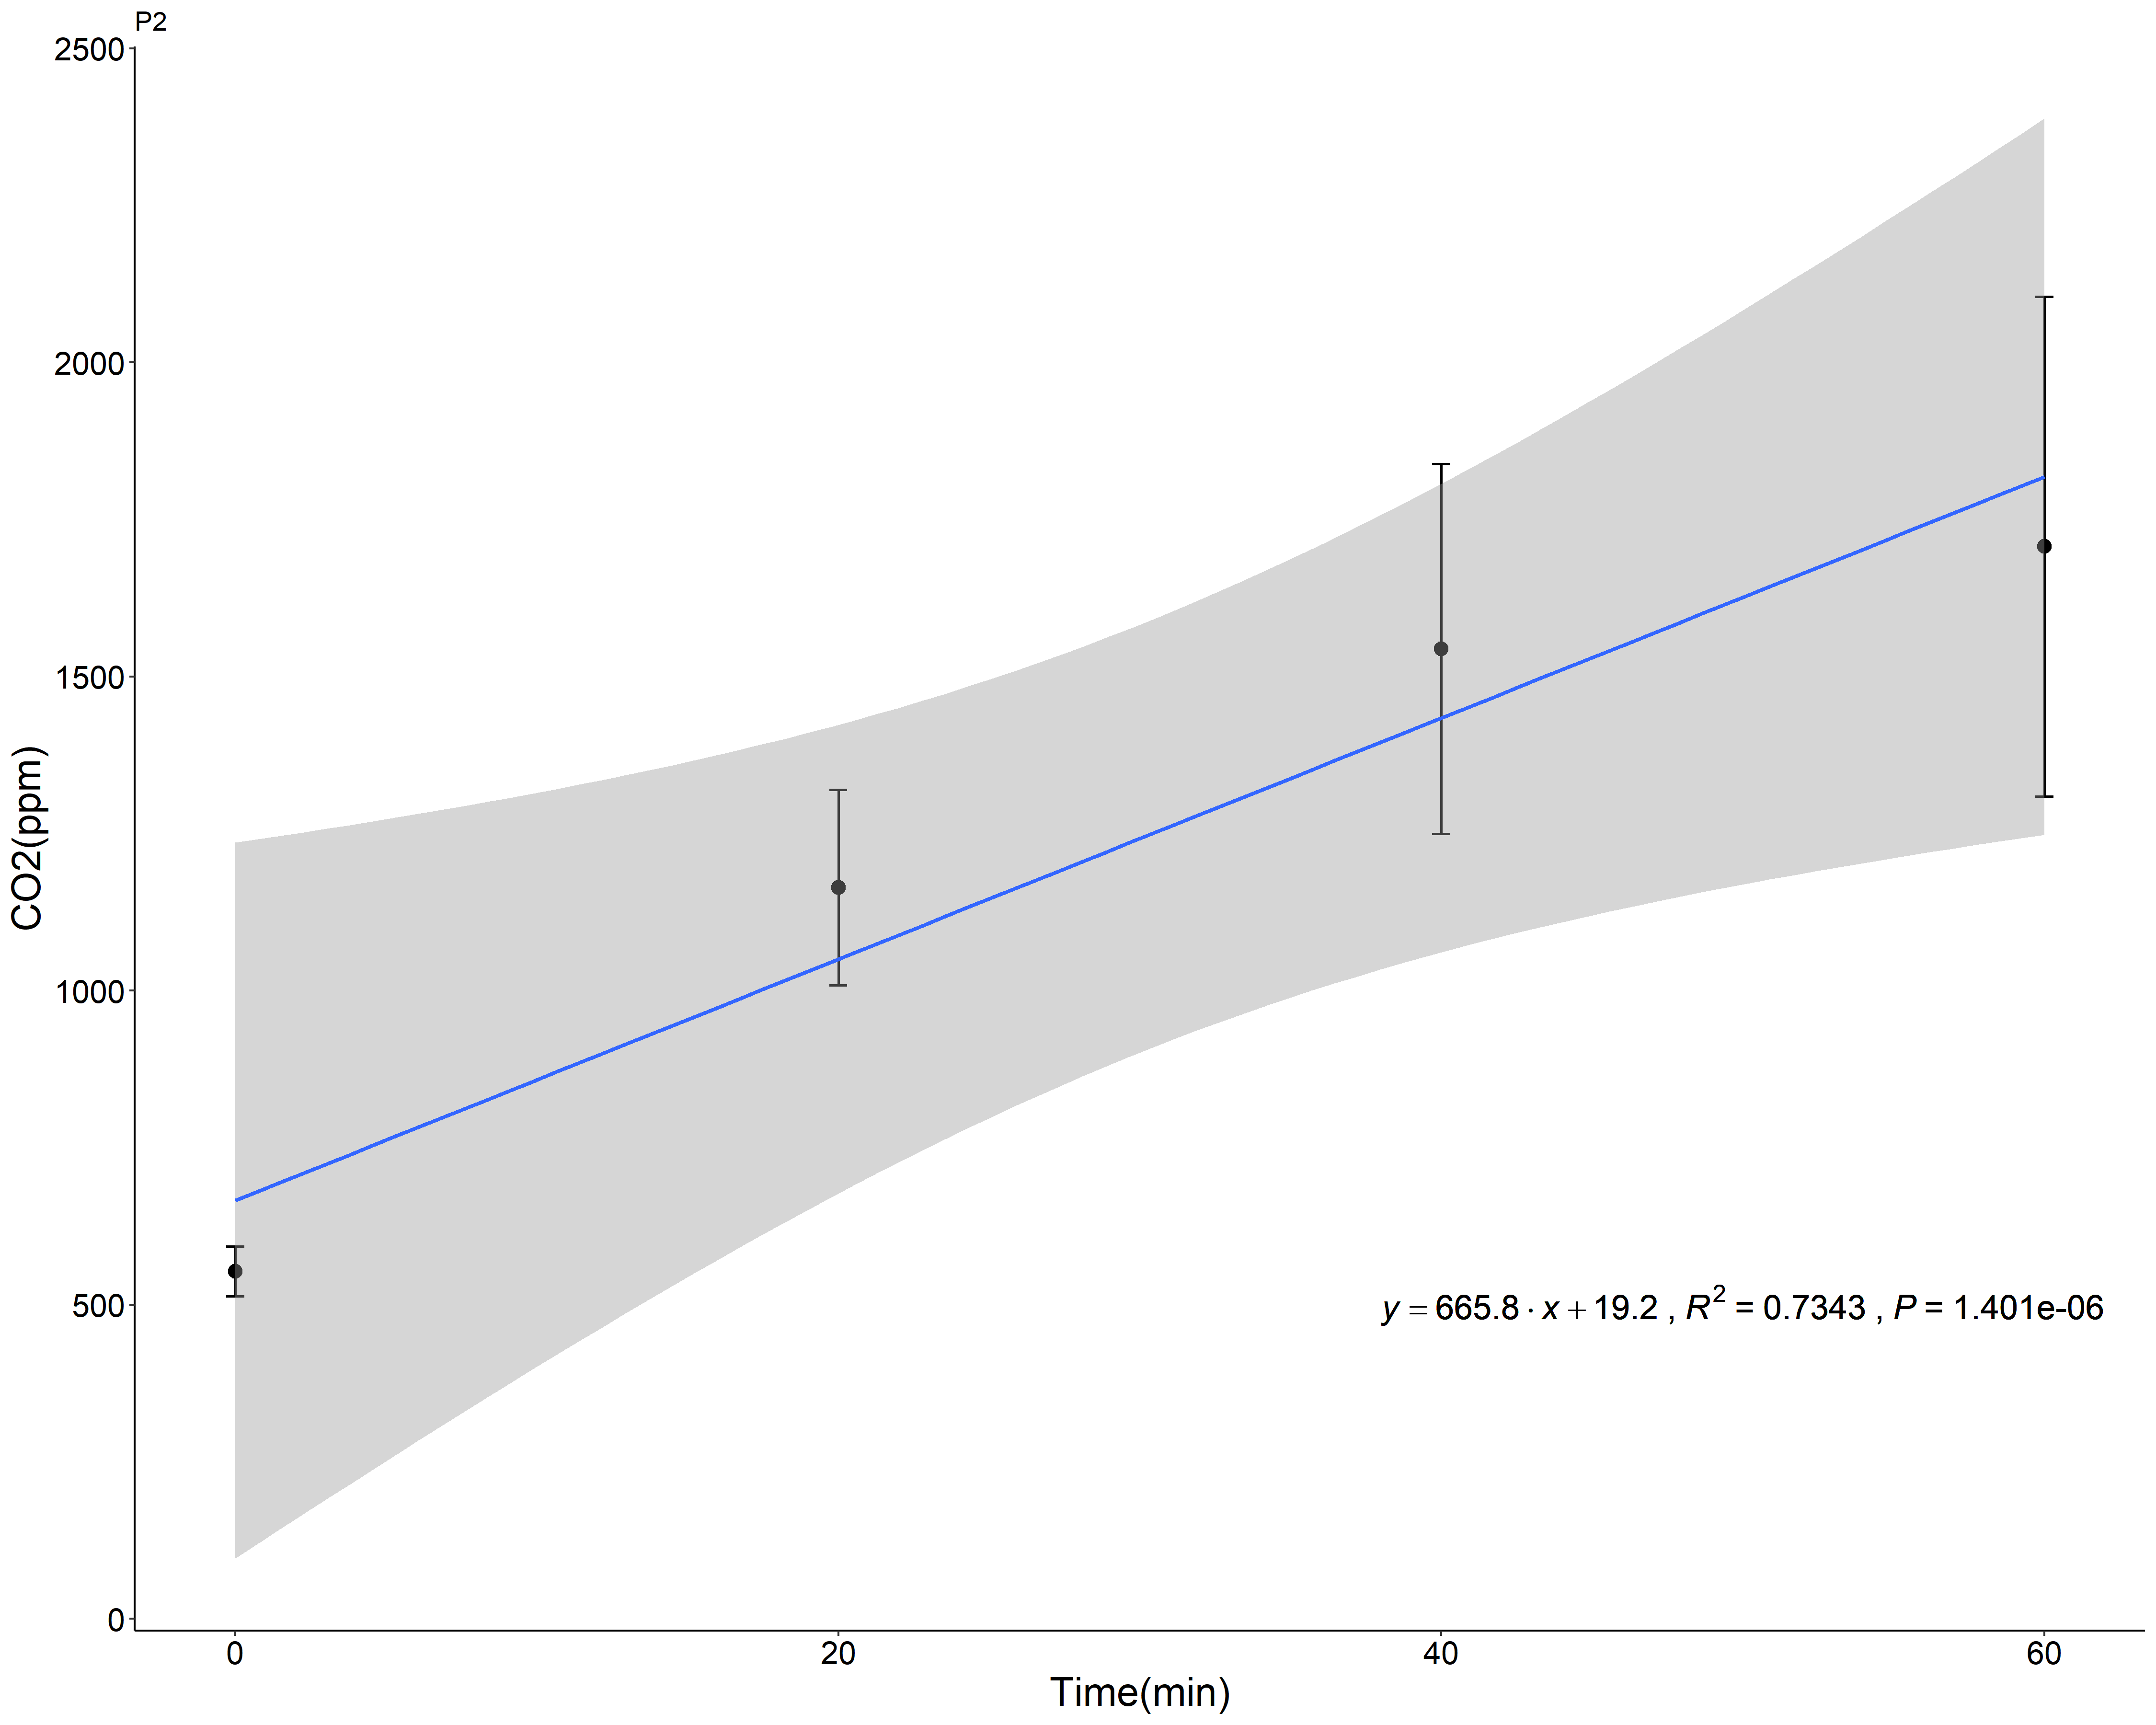 P2
2500
2000
1500
1000
500
0
CO2(ppm)
y = 665.8 · x + 19.2 , R² = 0.7343 , P = 1.401e-06
0 20 40 60
Time(min)